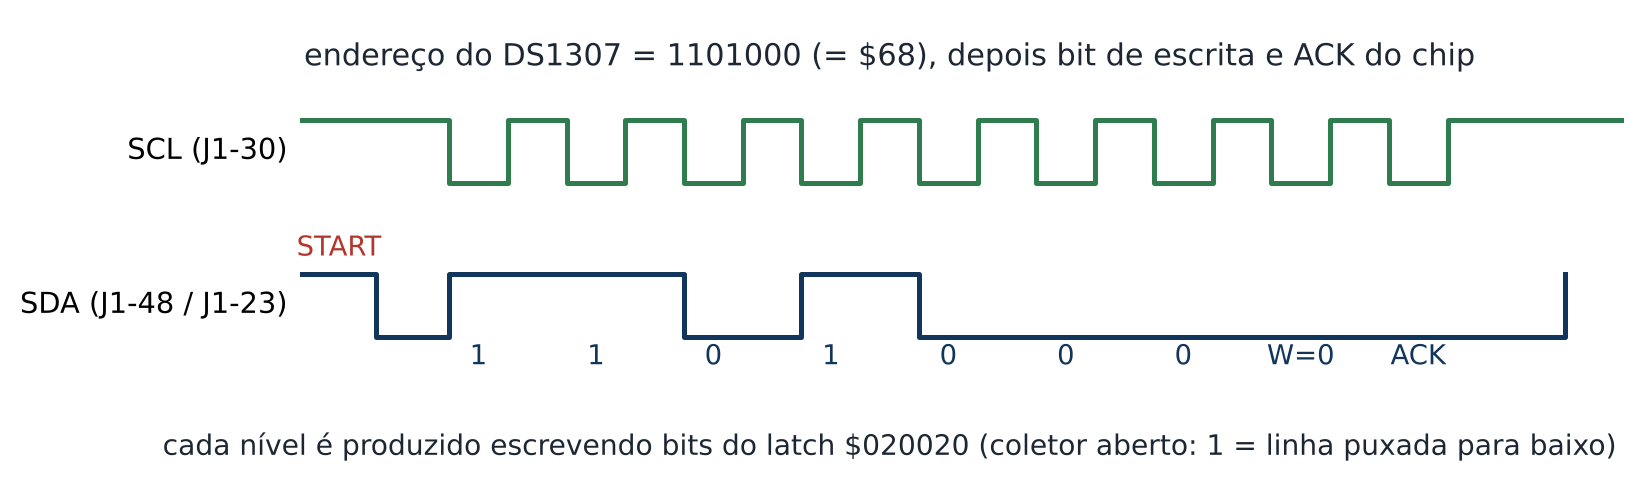 endereço do DS1307 = 1101000 (= $68), depois bit de escrita e ACK do chip
SCL (J1-30)
START
SDA (J1-48 / J1-23)
1 1 0 1 0 0 0 W=0 ACK
cada nível é produzido escrevendo bits do latch $020020 (coletor aberto: 1 = linha puxada para baixo)